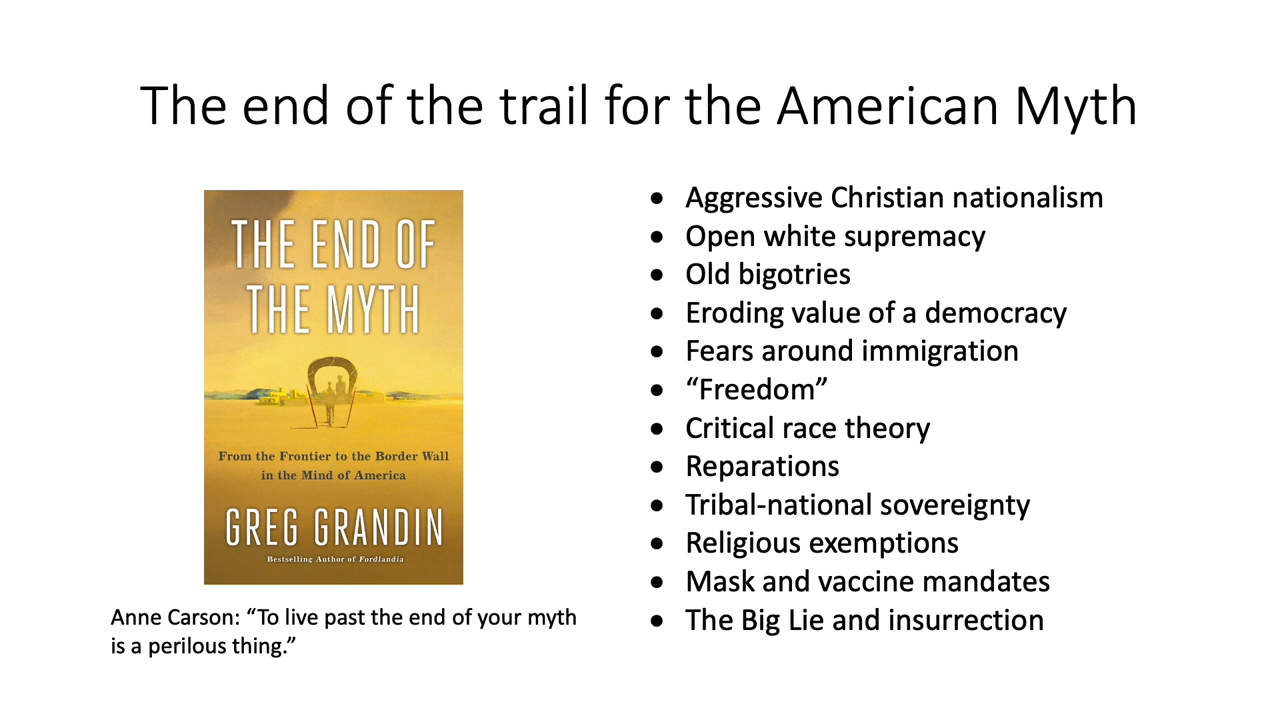 The end of the trail for the American Myth
THE END OF
THE MYTH
From the Frontier to the Border Wall
in the Mind of America
GREG GRANDIN
Bestselling Author of Fordlandia
Anne Carson: “To live past the end of your myth
is a perilous thing.”
• Aggressive Christian nationalism
• Open white supremacy
• Old bigotries
• Eroding value of a democracy
• Fears around immigration
• “Freedom”
• Critical race theory
• Reparations
• Tribal-national sovereignty
• Religious exemptions
• Mask and vaccine mandates
• The Big Lie and insurrection